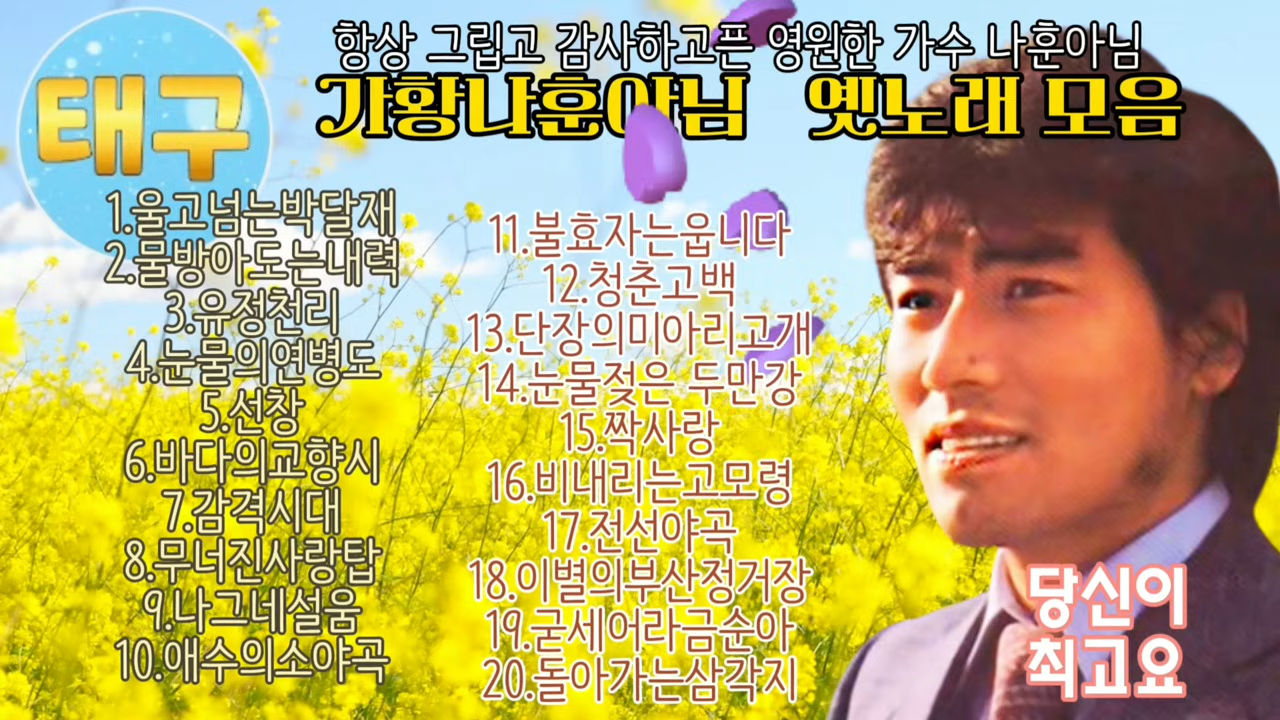 항상 그립고 감사하고픈 영원한 가수 나훈아님
가황나훈아님 옛노래 모음
태구
1.울고넘는박달재
2.물방아도는내력
3.유정천리
4.눈물의연병도
5.선창
6.바다의교향시
7.감격시대
8.무너진사랑탑
9.나그네설움
10.애수의소야곡
11.불효자는웁니다
12.청춘고백
13.단장의미아리고개
14.눈물젖은 두만강
15.짝사랑
16.비내리는고모령
17.전선야곡
18.이별의부산정거장
19.굳세어라금순아
20.돌아가는삼각지
당신이
최고요